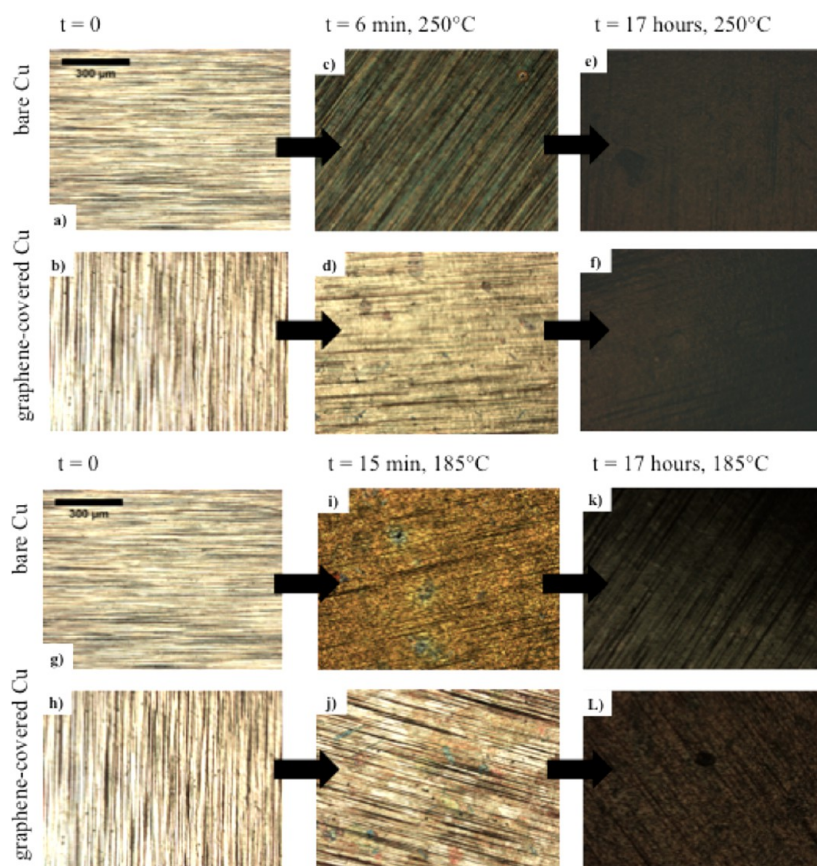 t = 0
t = 6 min, 250°C
t = 17 hours, 250°C
bare Cu
300 µm
a)
c)
e)
graphene-covered Cu
b)
d)
f)
t = 0
t = 15 min, 185°C
t = 17 hours, 185°C
bare Cu
300 µm
g)
i)
k)
graphene-covered Cu
h)
j)
L)